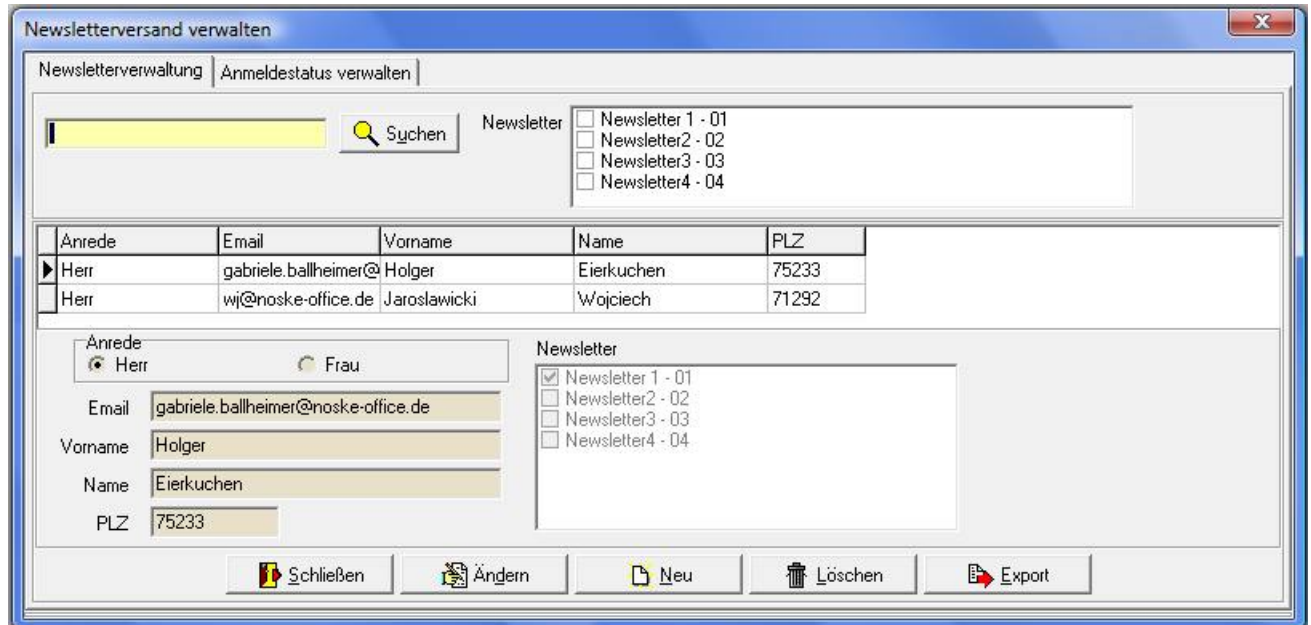 Newsletterversand verwalten
Newsletterverwaltung Anmeldestatus verwalten
Suchen
Newsletter
Newsletter 1 - 01
Newsletter2 - 02
Newsletter3 - 03
Newsletter4 - 04
Anrede Email Vorname Name PLZ
Herr gabriele.ballheimer@ Holger Eierkuchen 75233
Herr wj@noske-office.de Jaroslawicki Wojciech 71292
Anrede
Herr Frau
Email gabriele.ballheimer@noske-office.de
Vorname Holger
Name Eierkuchen
PLZ 75233
Newsletter
Newsletter 1 - 01
Newsletter2 - 02
Newsletter3 - 03
Newsletter4 - 04
Schließen Ändern Neu Löschen Export